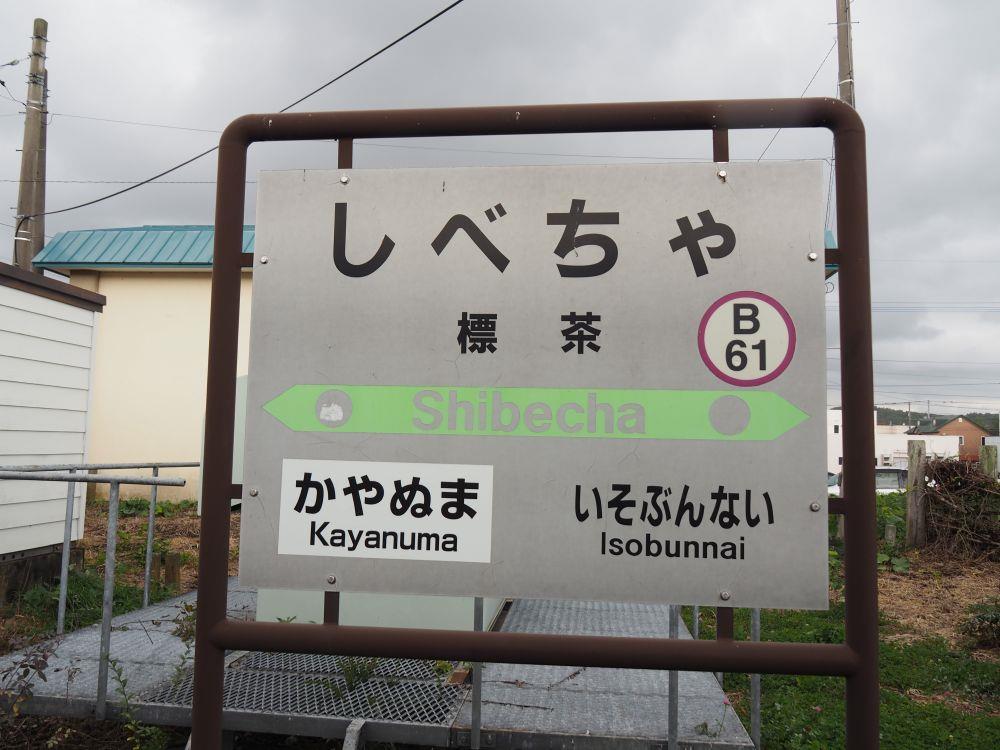 しべちゃ
標茶
B
61
Shibecha
かやぬま
Kayanuma
いそぶんない
Isobunnai